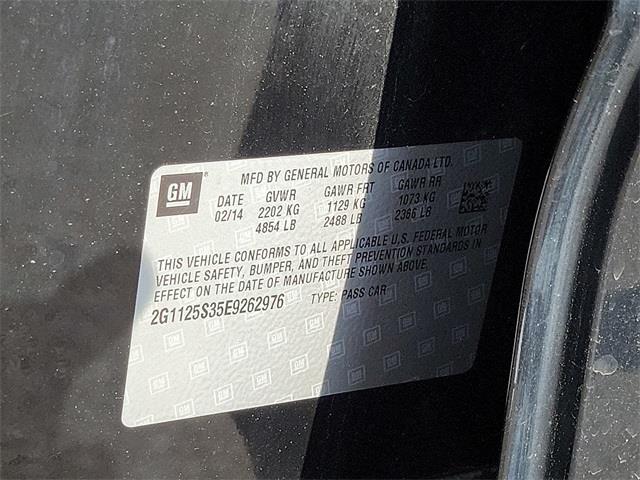 GM ®
MFD BY GENERAL MOTORS OF CANADA LTD.
DATE GVWR GAWR FRT GAWR RR
02/14 2202 KG 1129 KG 1073 KG
4854 LB 2488 LB 2366 LB
THIS VEHICLE CONFORMS TO ALL APPLICABLE U.S. FEDERAL MOTOR
VEHICLE SAFETY, BUMPER, AND THEFT PREVENTION STANDARDS IN
EFFECT ON THE DATE OF MANUFACTURE SHOWN ABOVE.
2G1125S35E9262976 TYPE: PASS CAR